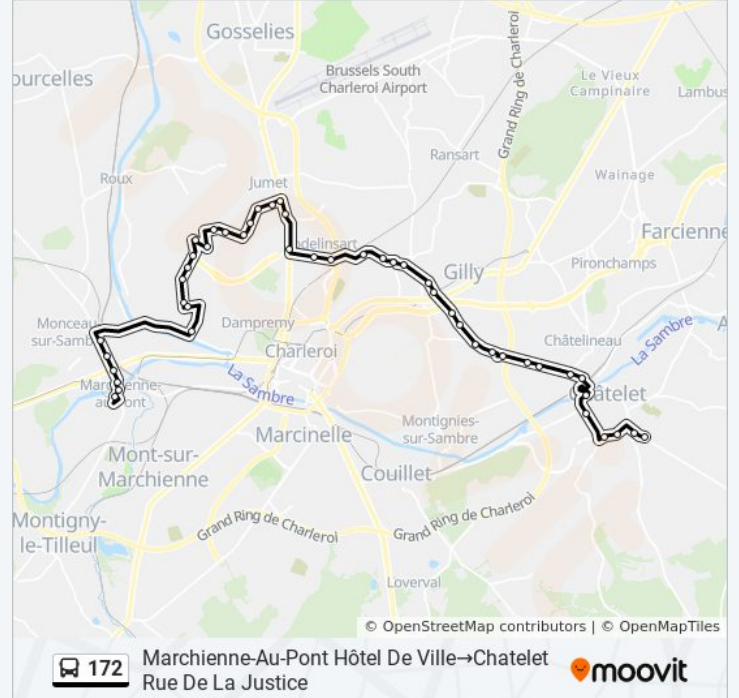 Gosselies
ourcelles
Brussels South
Charleroi Airport
Grand Ring de Charleroi
Le Vieux
Campinaire
Lambus
Ransart
Roux
Jumet
Wainage
Farcienne
odelinsart
Gilly
Pironchamps
Monceau
sur-Samb
Dampremy
Charleroi
Châtelineau
La Sambre
A
Marchienne-
au-Pont
La Sambre
Châtelet
Marcinelle
Montignies-
sur-Sambre
Mont-sur-
Marchienne
Couillet
Montigny-
le-Tilleul
Grand Ring de Charleroi
Grand Ring de Charleroi
Loverval
© OpenStreetMap contributors | © OpenMapTiles
172
Marchienne-Au-Pont Hôtel De Ville→Chatelet
Rue De La Justice
moovit